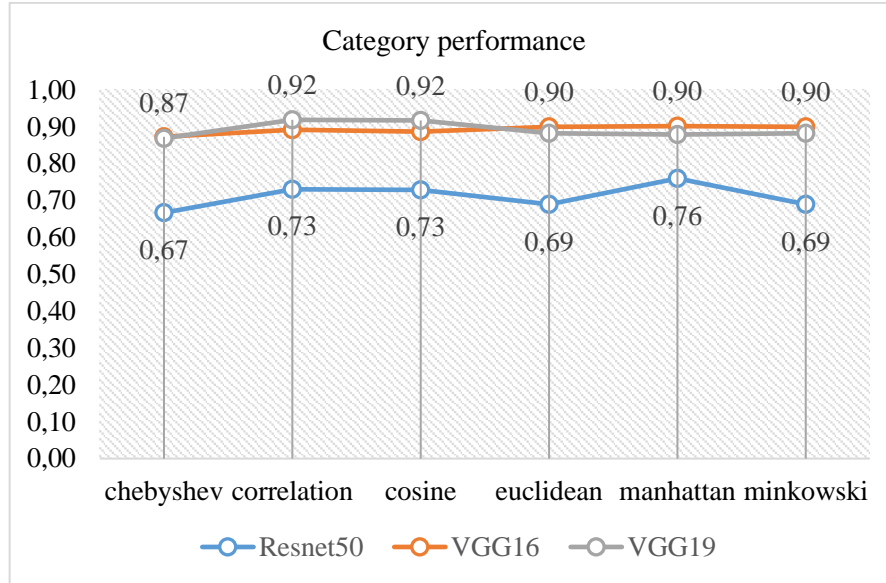 Category performance
1,00
0,90
0,80
0,70
0,60
0,50
0,40
0,30
0,20
0,10
0,00
0,87 0,92 0,92 0,90 0,90 0,90
0,67 0,73 0,73 0,69 0,76 0,69
chebyshev correlation cosine euclidean manhattan minkowski
Resnet50 VGG16 VGG19